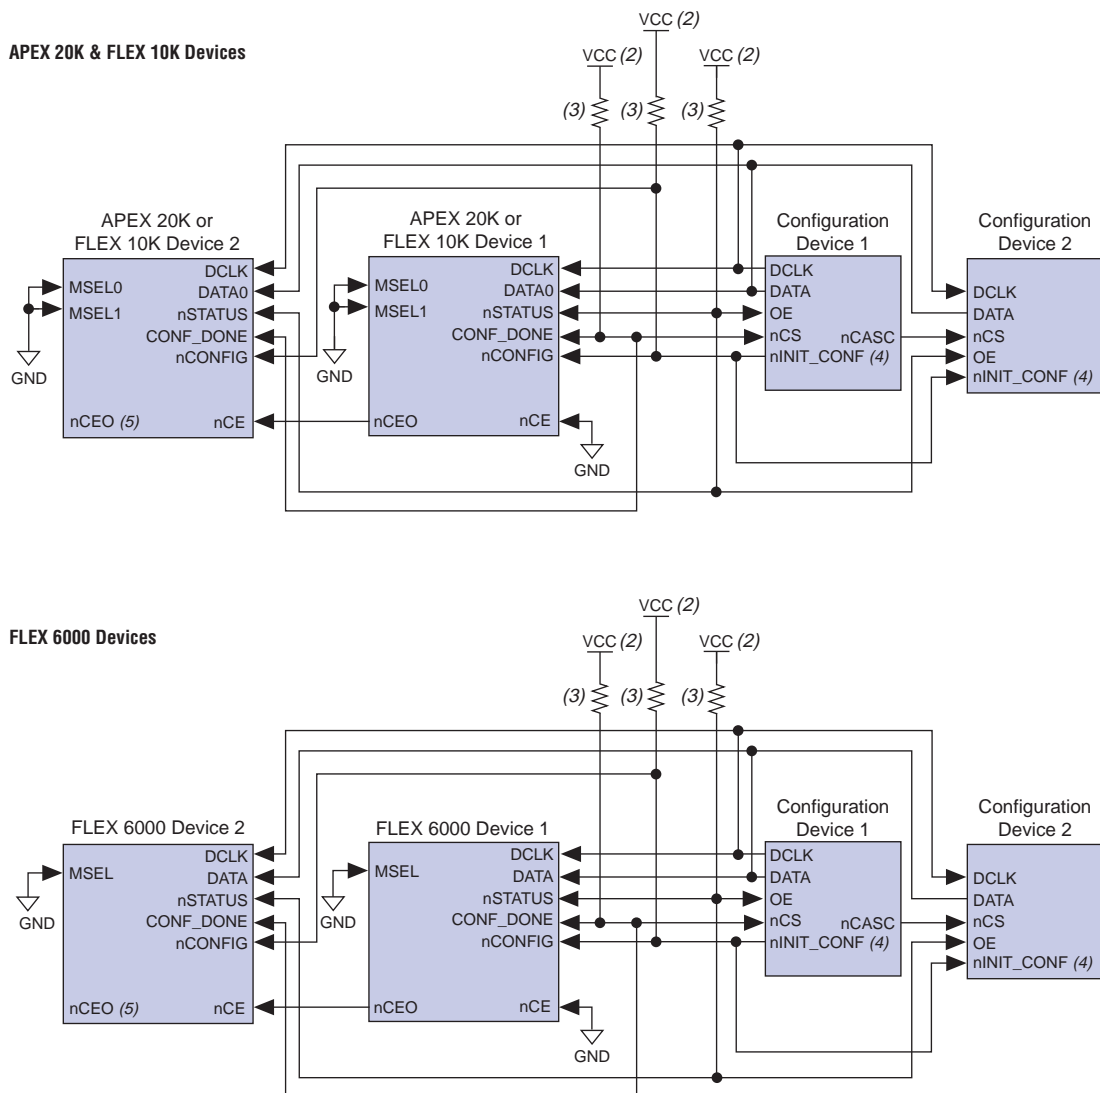 VCC (2)
APEX 20K & FLEX 10K Devices
VCC (2)
VCC (2)
(3)
(3)
(3)
APEX 20K or
FLEX 10K Device 2
APEX 20K or
FLEX 10K Device 1
Configuration
Device 1
Configuration
Device 2
MSEL0
MSEL1
DCLK
DATA0
nSTATUS
CONF_DONE
nCONFIG
nCEO (5)
nCE
GND
MSEL0
MSEL1
DCLK
DATA0
nSTATUS
CONF_DONE
nCONFIG
nCEO
nCE
GND
GND
DCLK
DATA
OE
nCS
nCASC
nINIT_CONF (4)
DCLK
DATA
nCS
OE
nINIT_CONF (4)
VCC (2)
FLEX 6000 Devices
VCC (2)
VCC (2)
(3)
(3)
(3)
FLEX 6000 Device 2
FLEX 6000 Device 1
Configuration
Device 1
Configuration
Device 2
MSEL
DCLK
DATA
nSTATUS
CONF_DONE
nCONFIG
nCEO (5)
nCE
GND
MSEL
DCLK
DATA
nSTATUS
CONF_DONE
nCONFIG
nCEO
nCE
GND
GND
DCLK
DATA
OE
nCS
nCASC
nINIT_CONF (4)
DCLK
DATA
nCS
OE
nINIT_CONF (4)